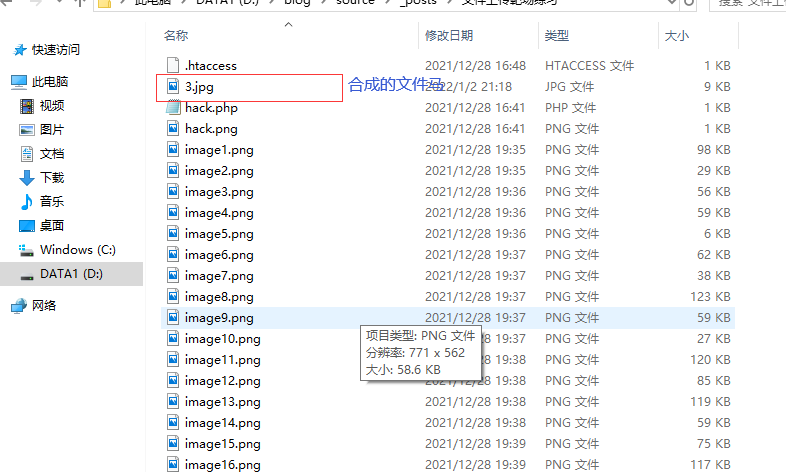 此电脑 > DATA1 (D:) > blog > source > _posts > 文件上传靶场练习
搜索"文件上
名称 修改日期 类型 大小
快速访问
此电脑
视频
图片
文档
下载
音乐
桌面
Windows (C:)
DATA1 (D:)
网络
.htaccess 2021/12/28 16:48 HTACCESS 文件 1 KB
3.jpg 合成的文件马 2022/1/2 21:18 JPG 文件 9 KB
hack.php 2021/12/28 16:41 PHP 文件 1 KB
hack.png 2021/12/28 16:41 PNG 文件 1 KB
image1.png 2021/12/28 19:35 PNG 文件 98 KB
image2.png 2021/12/28 19:35 PNG 文件 29 KB
image3.png 2021/12/28 19:36 PNG 文件 56 KB
image4.png 2021/12/28 19:36 PNG 文件 59 KB
image5.png 2021/12/28 19:36 PNG 文件 6 KB
image6.png 2021/12/28 19:37 PNG 文件 62 KB
image7.png 2021/12/28 19:37 PNG 文件 38 KB
image8.png 2021/12/28 19:37 PNG 文件 123 KB
image9.png 2021/12/28 19:37 PNG 文件 59 KB
项目类型: PNG 文件
分辨率: 771 x 562
大小: 58.6 KB
image10.png 2021/12/28 19:37 PNG 文件 27 KB
image11.png 2021/12/28 19:38 PNG 文件 120 KB
image12.png 2021/12/28 19:38 PNG 文件 85 KB
image13.png 2021/12/28 19:38 PNG 文件 119 KB
image14.png 2021/12/28 19:38 PNG 文件 59 KB
image15.png 2021/12/28 19:39 PNG 文件 75 KB
image16.png 2021/12/28 19:39 PNG 文件 117 KB